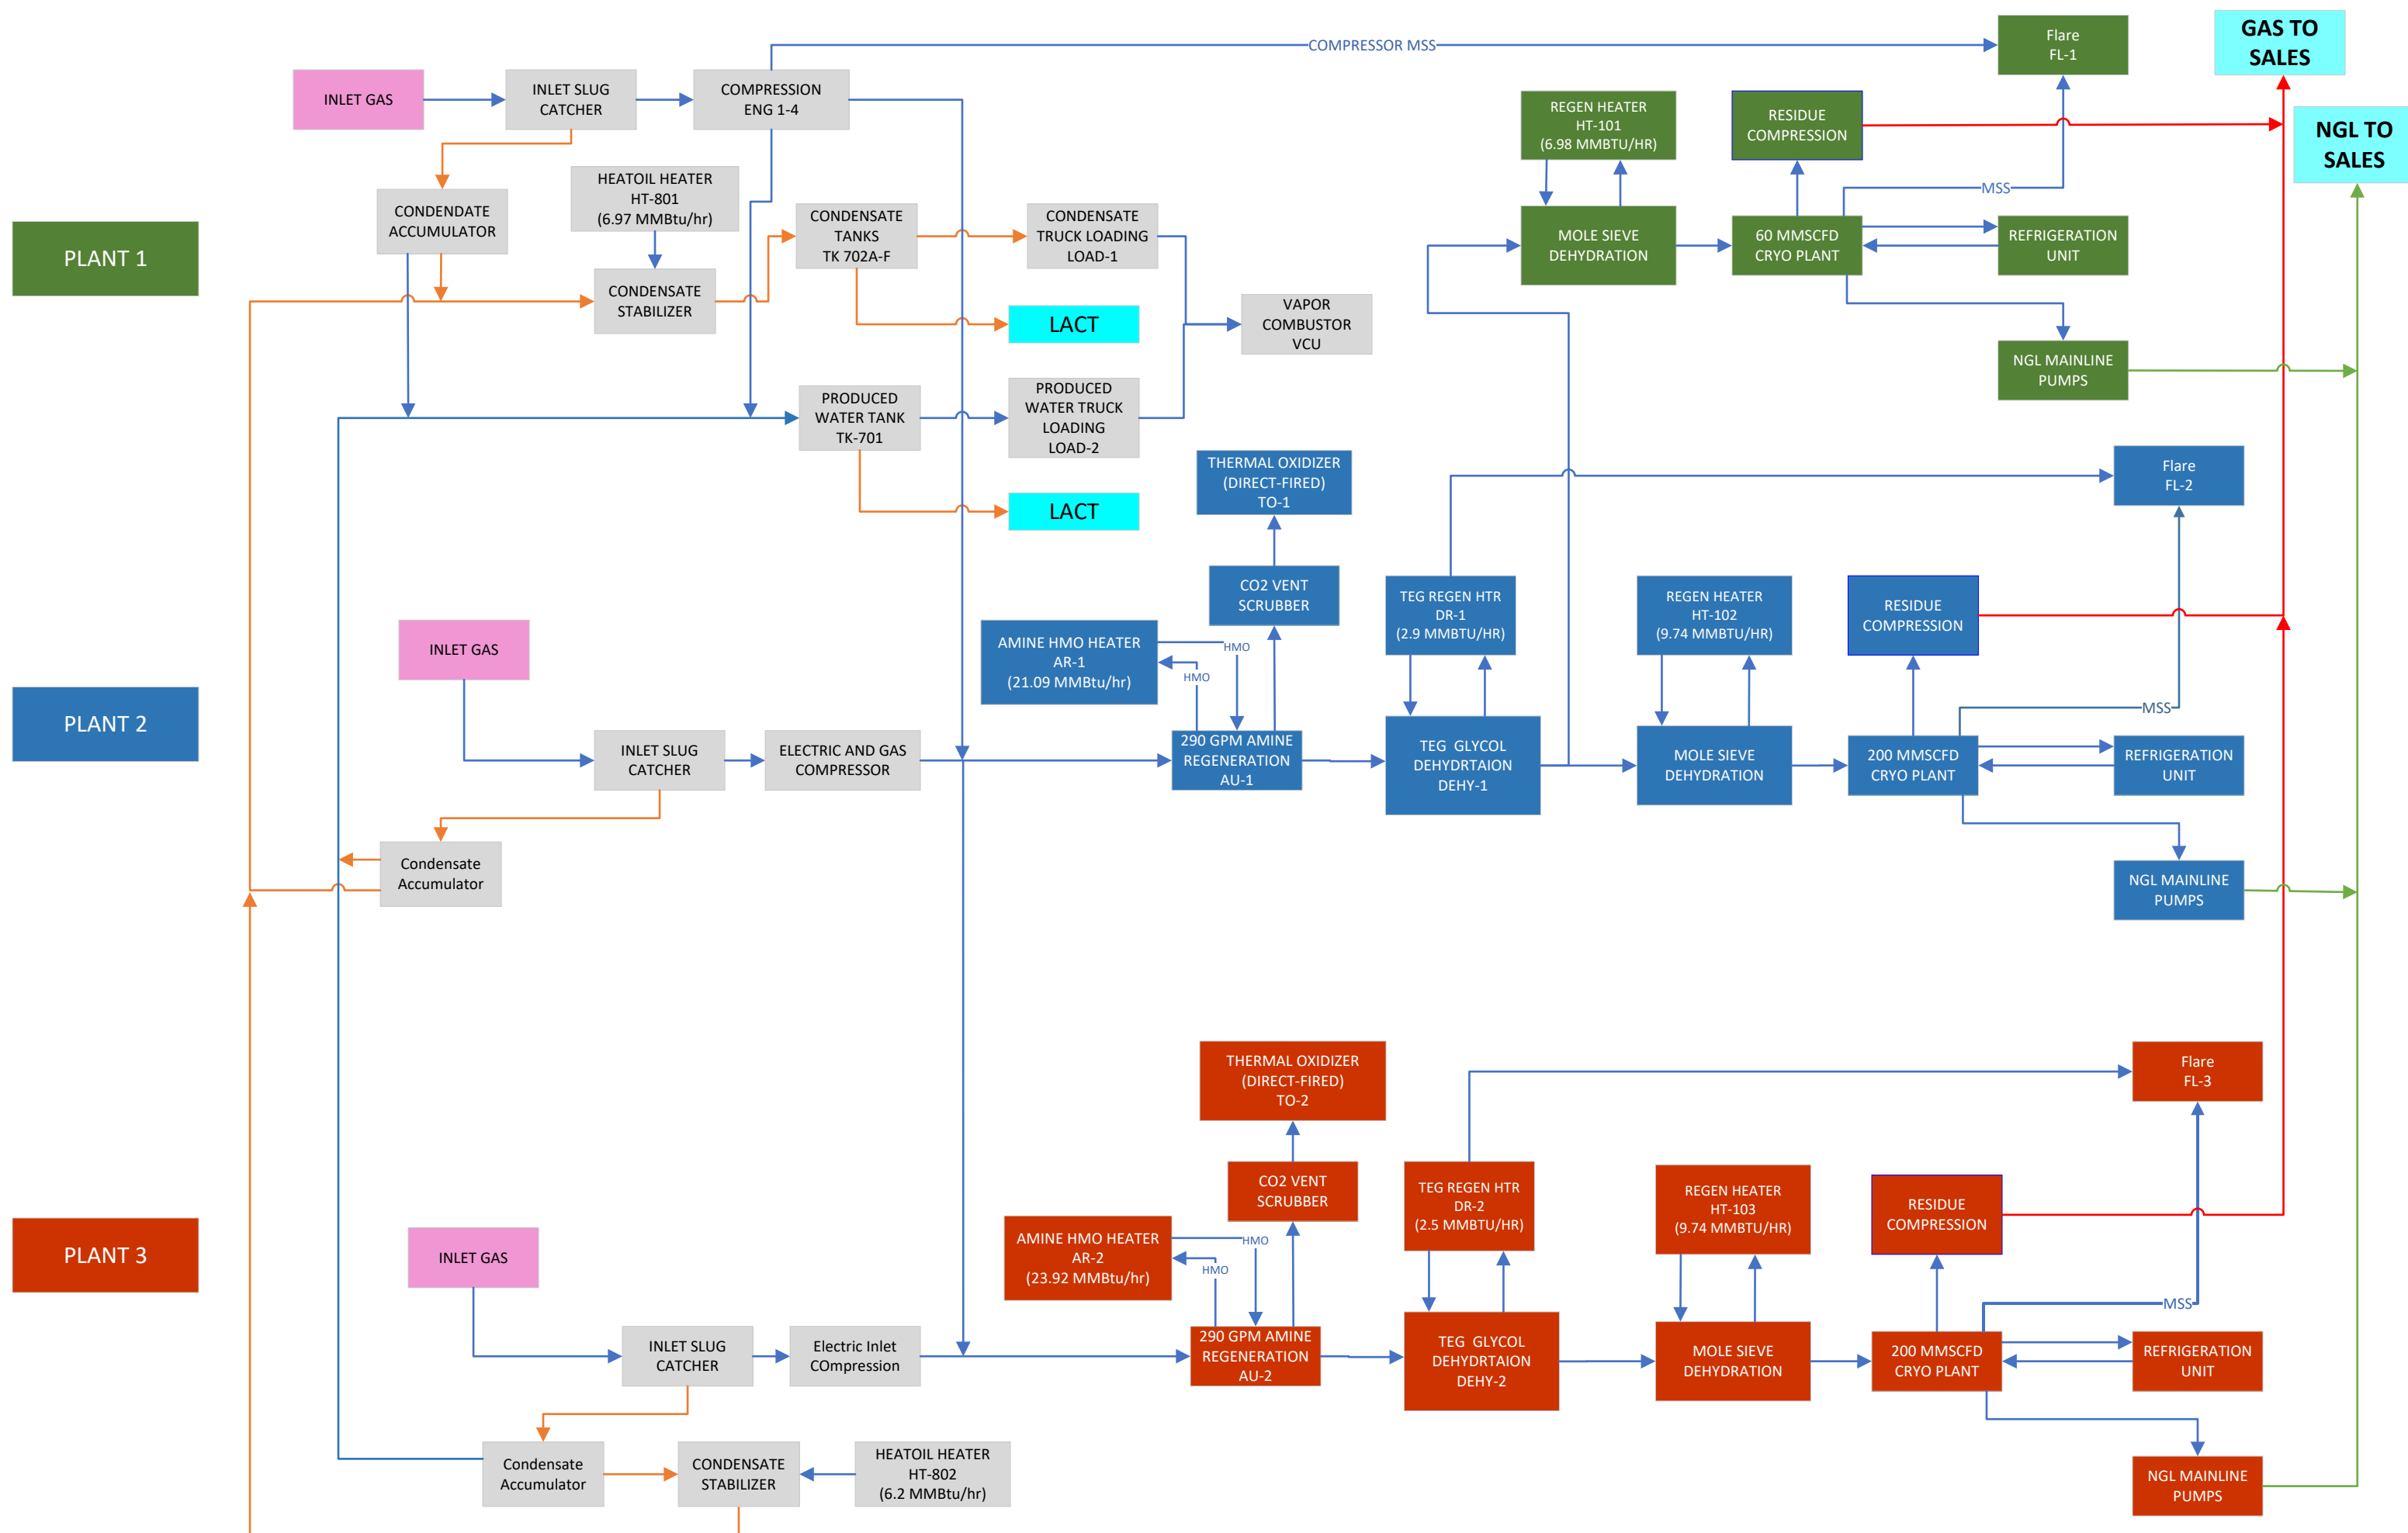 COMPRESSOR MSS
Flare
FL-1
GAS TO
SALES
INLET GAS
INLET SLUG
CATCHER
COMPRESSION
ENG 1-4
REGEN HEATER
HT-101
(6.98 MMBTU/HR)
RESIDUE
COMPRESSION
NGL TO
SALES
HEATOIL HEATER
HT-801
(6.97 MMBtu/hr)
CONDENDATE
ACCUMULATOR
CONDENSATE
TANKS
TK 702A-F
CONDENSATE
TRUCK LOADING
LOAD-1
MSS
PLANT 1
MOLE SIEVE
DEHYDRATION
60 MMSCFD
CRYO PLANT
REFRIGERATION
UNIT
CONDENSATE
STABILIZER
LACT
VAPOR
COMBUSTOR
VCU
NGL MAINLINE
PUMPS
PRODUCED
WATER TANK
TK-701
PRODUCED
WATER TRUCK
LOADING
LOAD-2
THERMAL OXIDIZER
(DIRECT-FIRED)
TO-1
Flare
FL-2
LACT
CO2 VENT
SCRUBBER
TEG REGEN HTR
DR-1
(2.9 MMBTU/HR)
REGEN HEATER
HT-102
(9.74 MMBTU/HR)
RESIDUE
COMPRESSION
INLET GAS
AMINE HMO HEATER
AR-1
(21.09 MMBtu/hr)
HMO
HMO
MSS
PLANT 2
INLET SLUG
CATCHER
ELECTRIC AND GAS
COMPRESSOR
290 GPM AMINE
REGENERATION
AU-1
TEG GLYCOL
DEHYDRTAION
DEHY-1
MOLE SIEVE
DEHYDRATION
200 MMSCFD
CRYO PLANT
REFRIGERATION
UNIT
Condensate
Accumulator
NGL MAINLINE
PUMPS
THERMAL OXIDIZER
(DIRECT-FIRED)
TO-2
Flare
FL-3
CO2 VENT
SCRUBBER
TEG REGEN HTR
DR-2
(2.5 MMBTU/HR)
REGEN HEATER
HT-103
(9.74 MMBTU/HR)
RESIDUE
COMPRESSION
PLANT 3
INLET GAS
AMINE HMO HEATER
AR-2
(23.92 MMBtu/hr)
HMO
HMO
MSS
INLET SLUG
CATCHER
Electric Inlet
COmpression
290 GPM AMINE
REGENERATION
AU-2
TEG GLYCOL
DEHYDRTAION
DEHY-2
MOLE SIEVE
DEHYDRATION
200 MMSCFD
CRYO PLANT
REFRIGERATION
UNIT
Condensate
Accumulator
CONDENSATE
STABILIZER
HEATOIL HEATER
HT-802
(6.2 MMBtu/hr)
NGL MAINLINE
PUMPS